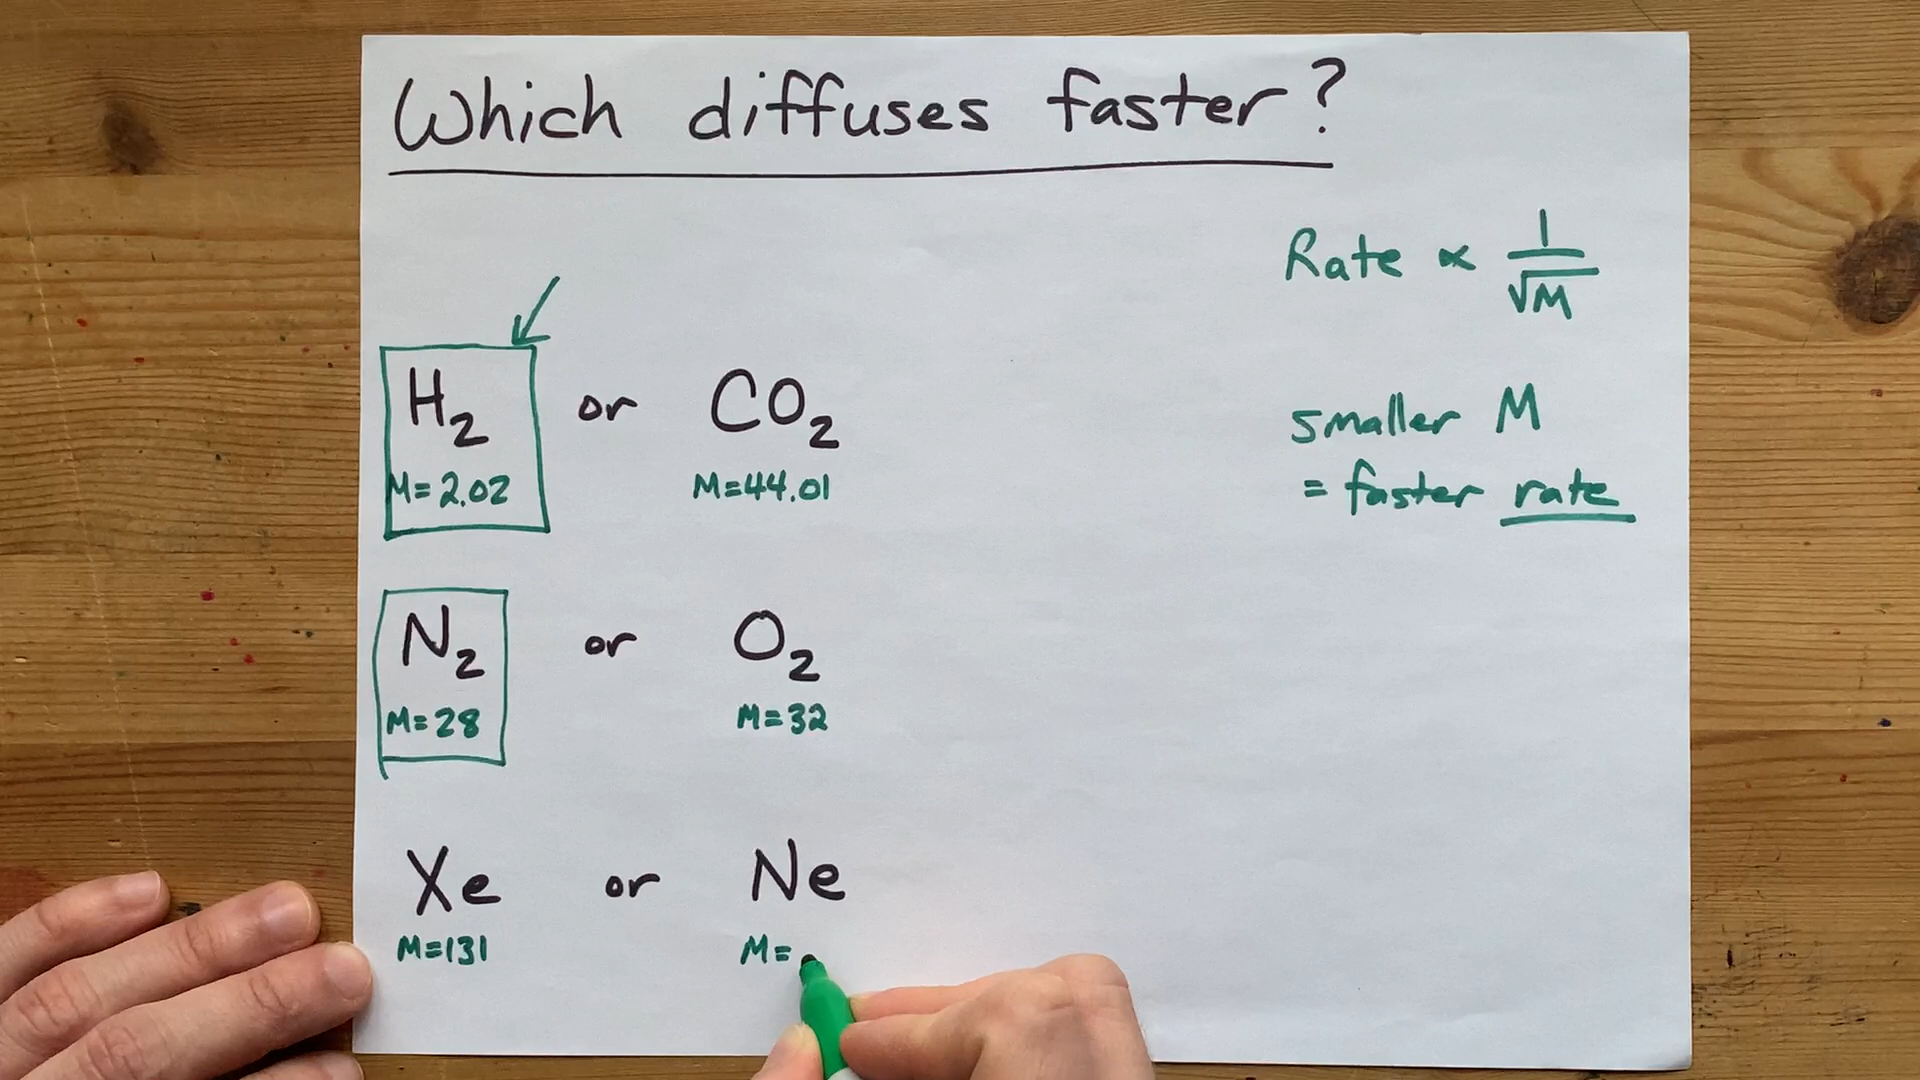 Which diffuses faster?
Rate ∝ 1/√M
H₂ or CO₂
M=2.02 M=44.01
smaller M
= faster rate
N₂ or O₂
M=28 M=32
Xe or Ne
M=131 M=